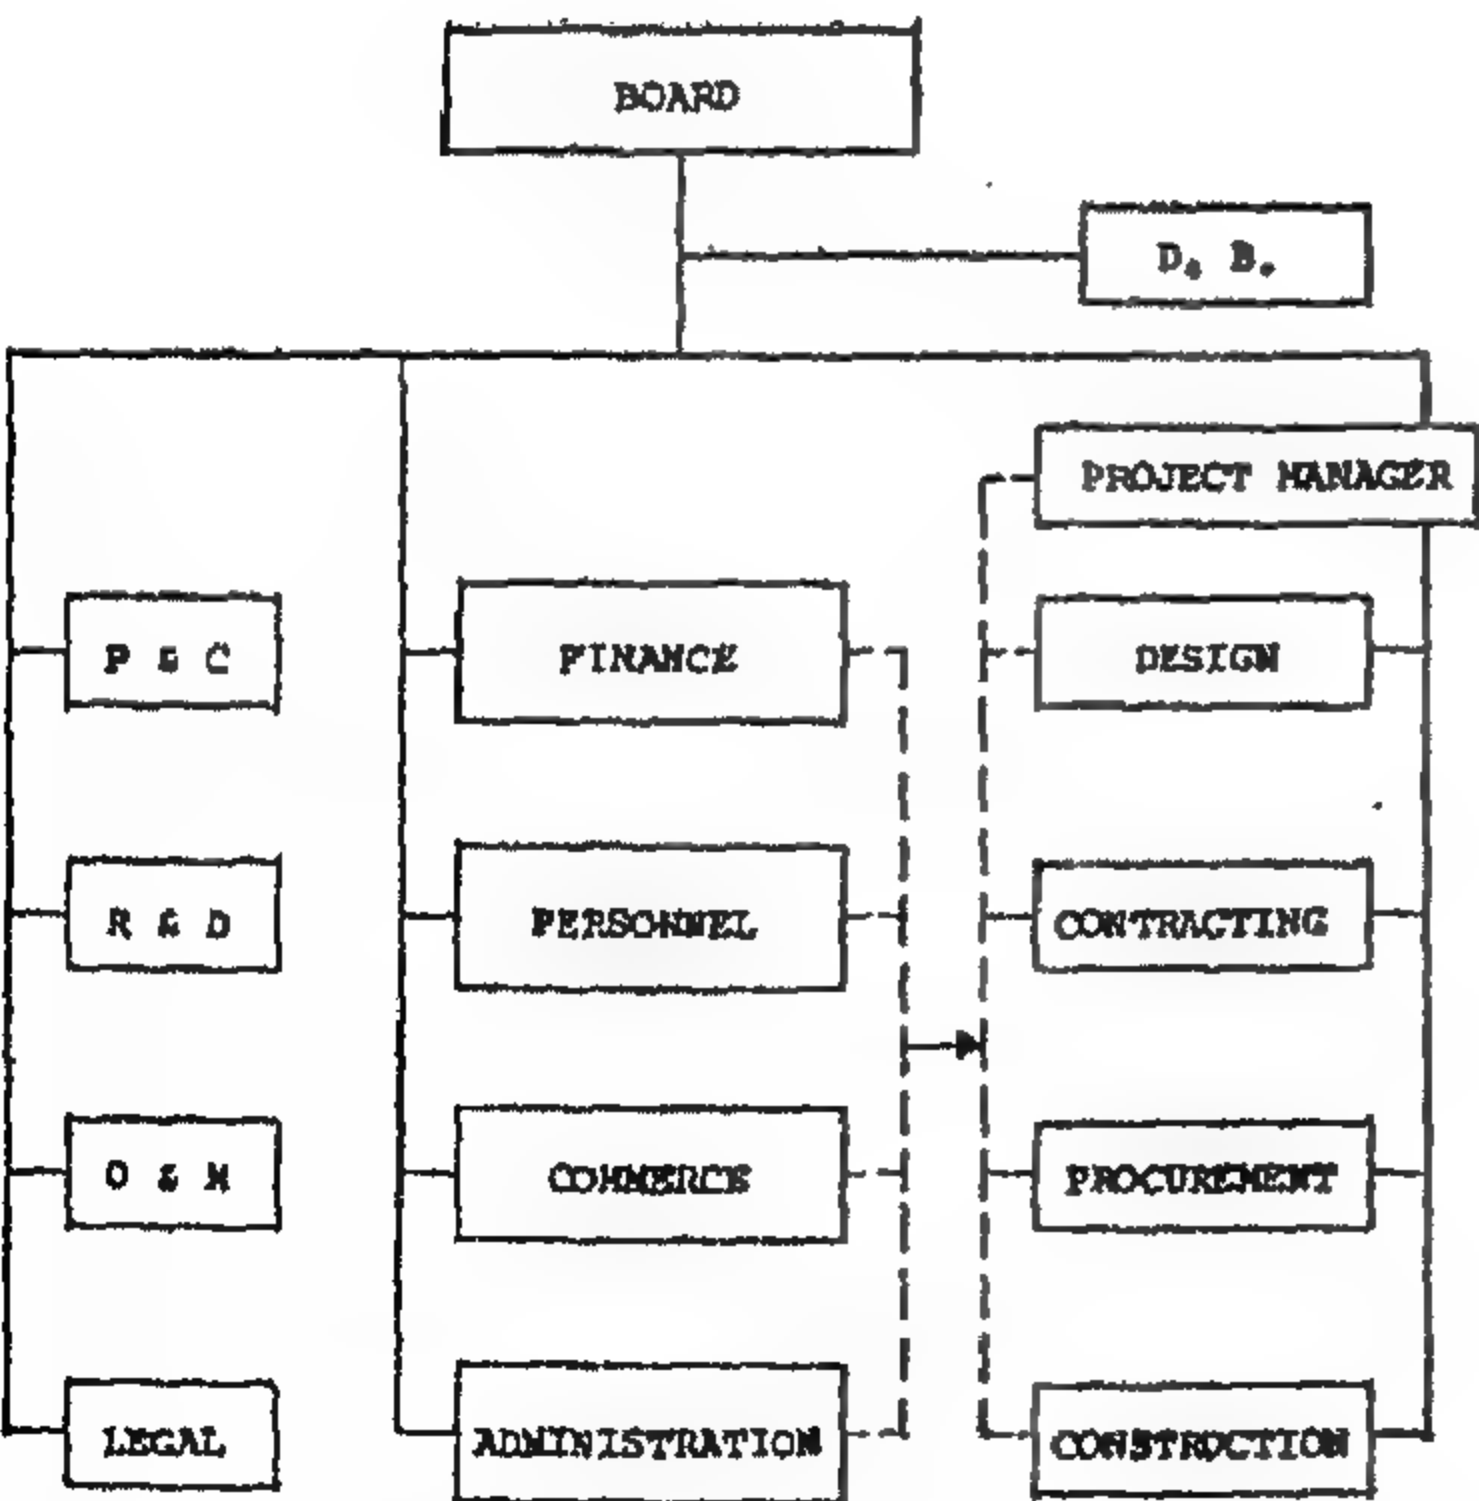 BOARD
D. B.
PROJECT MANAGER
P & C
FINANCE
DESIGN
R & D
PERSONNEL
CONTRACTING
O & M
COMMERCE
PROCUREMENT
LEGAL
ADMINISTRATION
CONSTRUCTION